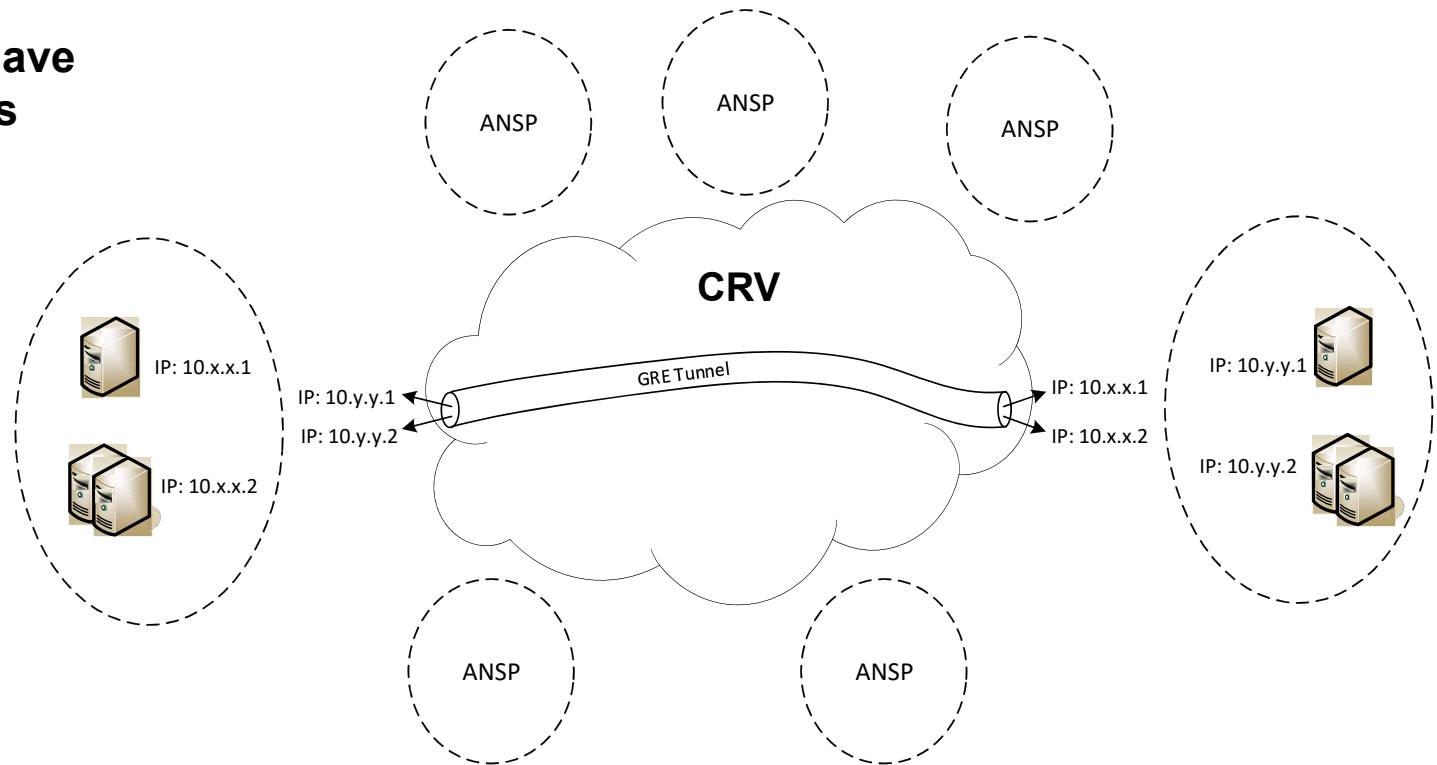 ave
s
ANSP
ANSP
ANSP
CRV
GRE Tunnel
IP: 10.x.x.1
IP: 10.x.x.2
IP: 10.y.y.1
IP: 10.y.y.2
IP: 10.x.x.1
IP: 10.x.x.2
IP: 10.y.y.1
IP: 10.y.y.2
ANSP
ANSP